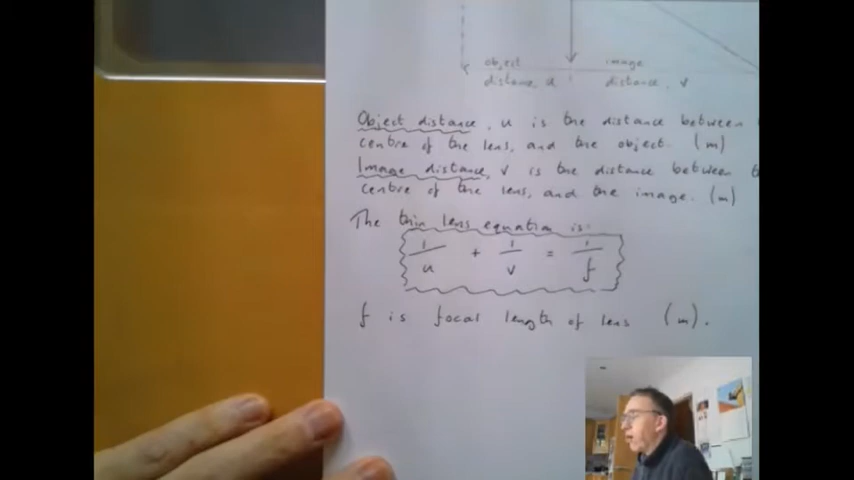 object image
distance, u distance, v
Object distance, u is the distance between
centre of the lens, and the object. (m)
Image distance, v is the distance between
centre of the lens, and the image. (m)
The thin lens equation is:
1/u + 1/v = 1/f
f is focal length of lens (m).